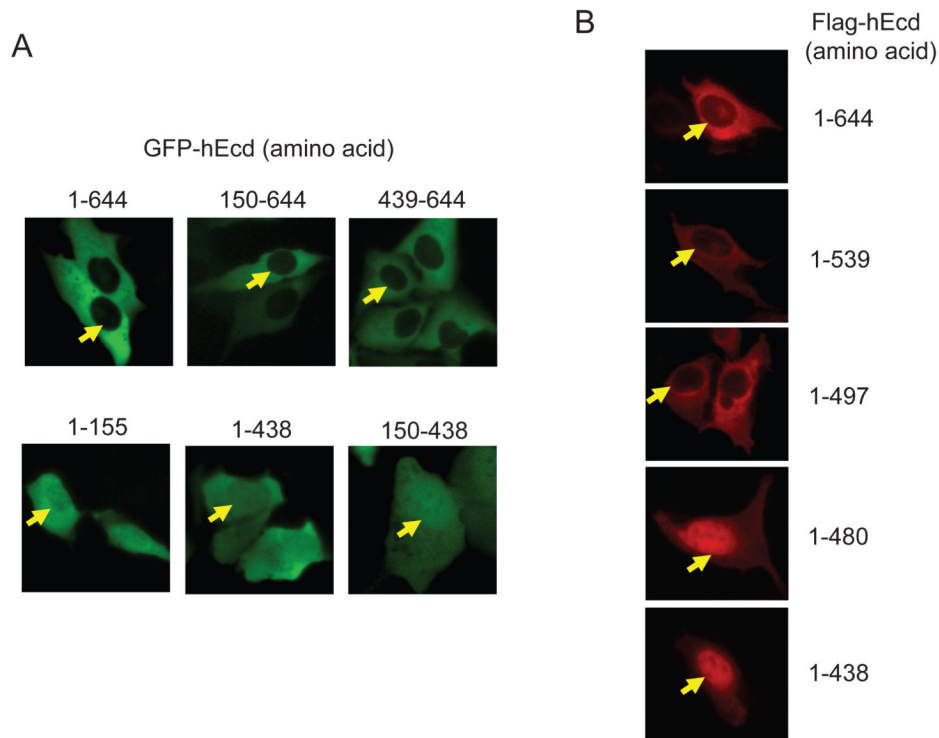 A
GFP-hEcd (amino acid)
1-644 150-644 439-644
1-155 1-438 150-438
B
Flag-hEcd
(amino acid)
1-644
1-539
1-497
1-480
1-438